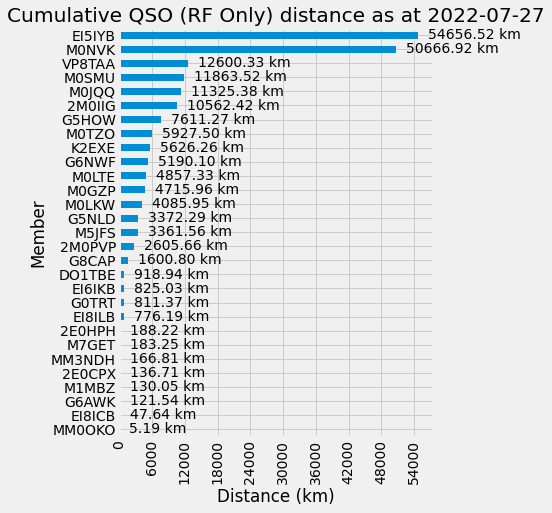 Cumulative QSO (RF Only) distance as at 2022-07-27
EI5IYB 54656.52 km
M0NVK 50666.92 km
VP8TAA 12600.33 km
M0SMU 11863.52 km
M0JQQ 11325.38 km
2M0IIG 10562.42 km
G5HOW 7611.27 km
M0TZO 5927.50 km
K2EXE 5626.26 km
G6NWF 5190.10 km
M0LTE 4857.33 km
M0GZP 4715.96 km
M0LKW 4085.95 km
G5NLD 3372.29 km
M5JFS 3361.56 km
2M0PVP 2605.66 km
G8CAP 1600.80 km
DO1TBE 918.94 km
EI6IKB 825.03 km
G0TRT 811.37 km
EI8ILB 776.19 km
2E0HPH 188.22 km
M7GET 183.25 km
MM3NDH 166.81 km
2E0CPX 136.71 km
M1MBZ 130.05 km
G6AWK 121.54 km
EI8ICB 47.64 km
MM0OKO 5.19 km
Member
0 6000 12000 18000 24000 30000 36000 42000 48000 54000
Distance (km)